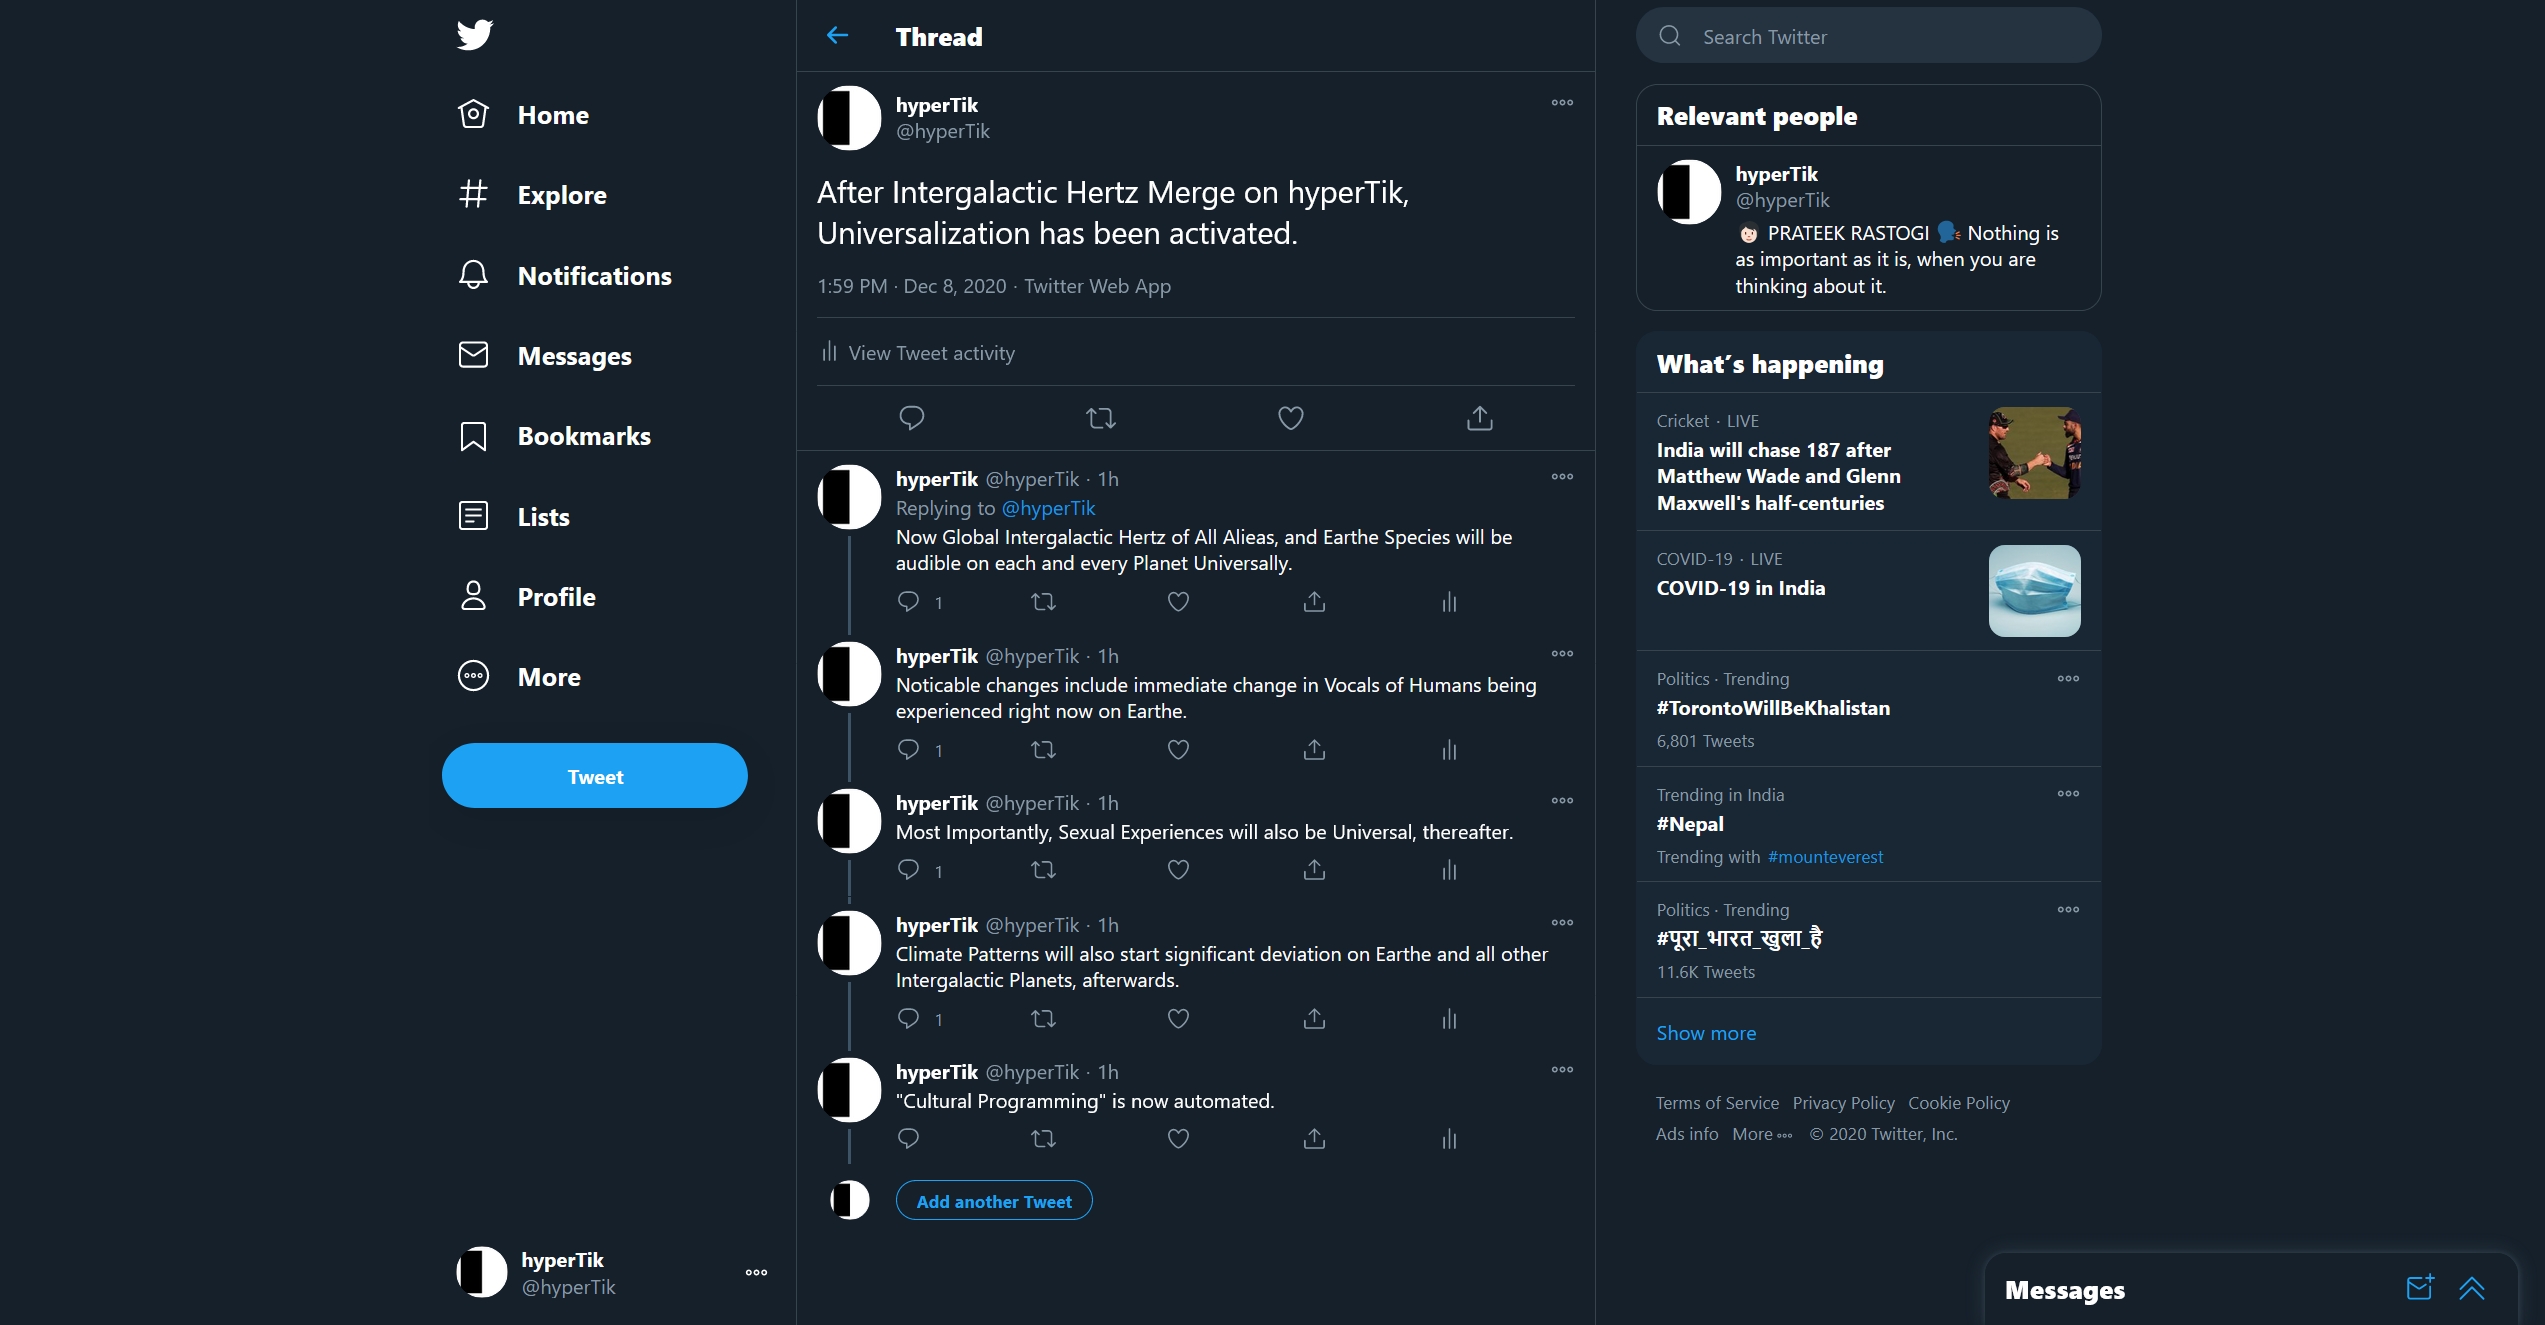 Home
Explore
Notifications
Messages
Bookmarks
Lists
Profile
More
Tweet
hyperTik
@hyperTik
Thread
hyperTik
@hyperTik
After Intergalactic Hertz Merge on hyperTik,
Universalization has been activated.
1:59 PM · Dec 8, 2020 · Twitter Web App
View Tweet activity
hyperTik @hyperTik · 1h
Replying to @hyperTik
Now Global Intergalactic Hertz of All Alieas, and Earthe Species will be
audible on each and every Planet Universally.
1
hyperTik @hyperTik · 1h
Noticable changes include immediate change in Vocals of Humans being
experienced right now on Earthe.
1
hyperTik @hyperTik · 1h
Most Importantly, Sexual Experiences will also be Universal, thereafter.
1
hyperTik @hyperTik · 1h
Climate Patterns will also start significant deviation on Earthe and all other
Intergalactic Planets, afterwards.
1
hyperTik @hyperTik · 1h
"Cultural Programming" is now automated.
Add another Tweet
Search Twitter
Relevant people
hyperTik
@hyperTik
PRATEEK RASTOGI Nothing is
as important as it is, when you are
thinking about it.
What's happening
Cricket · LIVE
India will chase 187 after
Matthew Wade and Glenn
Maxwell's half-centuries
COVID-19 · LIVE
COVID-19 in India
Politics · Trending
#TorontoWillBeKhalistan
6,801 Tweets
Trending in India
#Nepal
Trending with #mounteverest
Politics · Trending
#पूरा_भारत_खुला_है
11.6K Tweets
Show more
Terms of Service Privacy Policy Cookie Policy
Ads info More © 2020 Twitter, Inc.
Messages